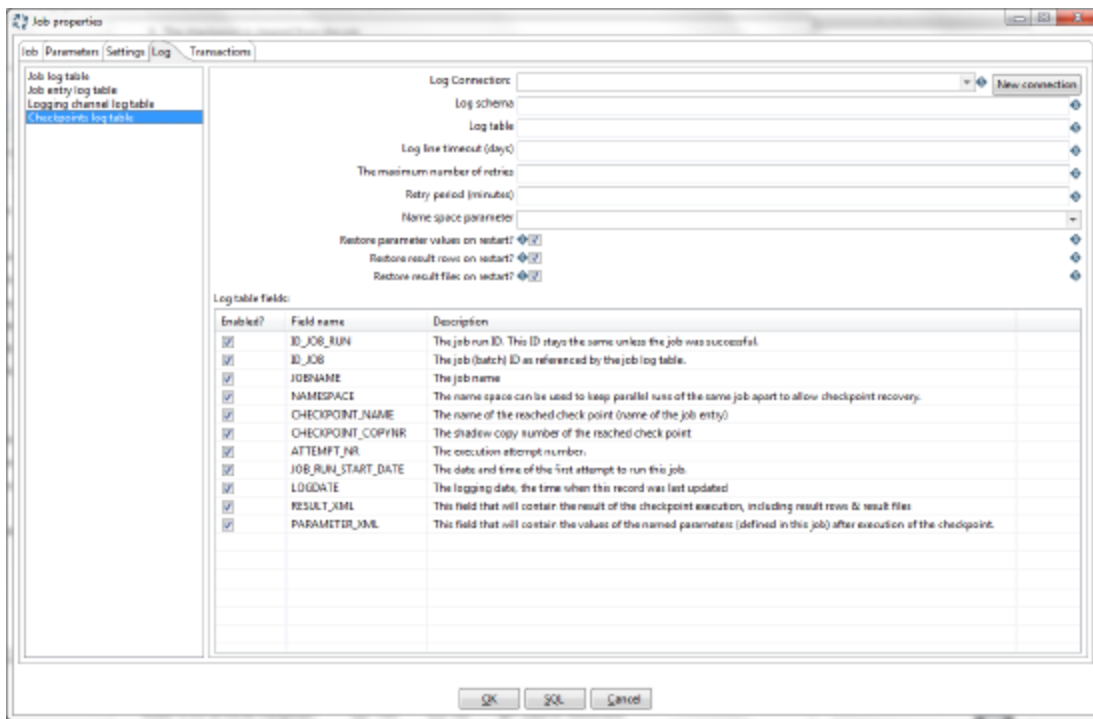 Job properties
Job Parameters Settings Log Transactions
Job log table
Job entry log table
Logging channel log table
Checkpoints log table
Log Connection: New connection
Log schema
Log table
Log line timeout (days)
The maximum number of retries
Retry period (minutes)
Name space parameter
Restore parameter values on restart?
Restore result rows on restart?
Restore result files on restart?
Log table fields:
Enabled? Field name Description
ID_JOB_RUN The job run ID. This ID stays the same unless the job was successful.
ID_JOB The job (batch) ID as referenced by the job log table.
JOBNAME The job name
NAMESPACE The name space can be used to keep parallel runs of the same job apart to allow checkpoint recovery.
CHECKPOINT_NAME The name of the reached check point (name of the job entry)
CHECKPOINT_COPYNR The shadow copy number of the reached check point
ATTEMPT_NR The execution attempt number.
JOB_RUN_START_DATE The date and time of the first attempt to run this job.
LOGDATE The logging date, the time when this record was last updated
RESULT_XML This field that will contain the result of the checkpoint execution, including result rows & result files
PARAMETER_XML This field that will contain the values of the named parameters (defined in this job) after execution of the checkpoint.
OK SQL Cancel